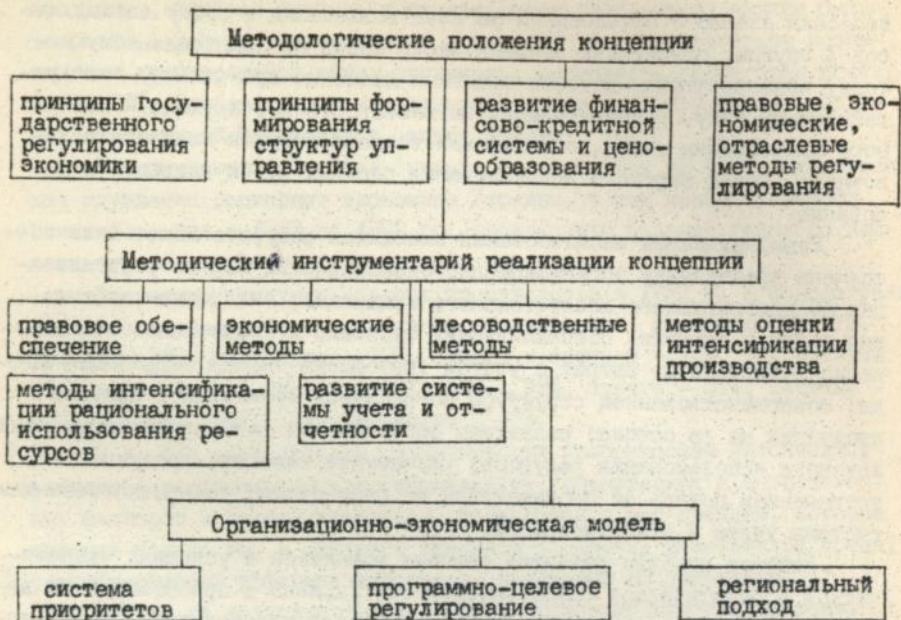 Методологические положения концепции
принципы госу-
дарственного
регулирования
экономики
принципы фор-
мирования
структур уп-
равления
развитие финан-
сово-кредитной
системы и цено-
образования
правовые, эко-
номические,
отраслевые
методы регу-
лирования
Методический инструментарий реализации концепции
правовое обе-
спечение
экономические
методы
лесоводственные
методы
методы оценки
интенсификации
производства
методы интенсифика-
ции рационального
использования ре-
сурсов
развитие систе-
мы учета и от-
четности
Организационно-экономическая модель
система
приоритетов
программно-целевое
регулирование
региональный
подход